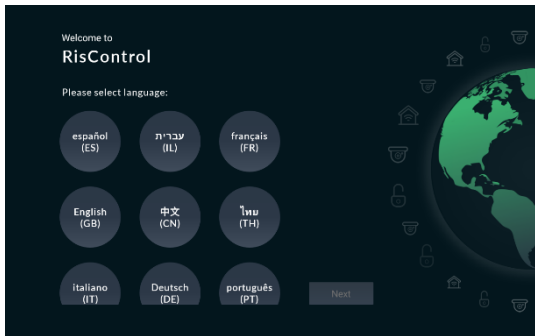 Welcome to
RisControl
Please select language:
español
(ES)
עברית
(IL)
français
(FR)
English
(GB)
中文
(CN)
ไทย
(TH)
italiano
(IT)
Deutsch
(DE)
português
(PT)
Next